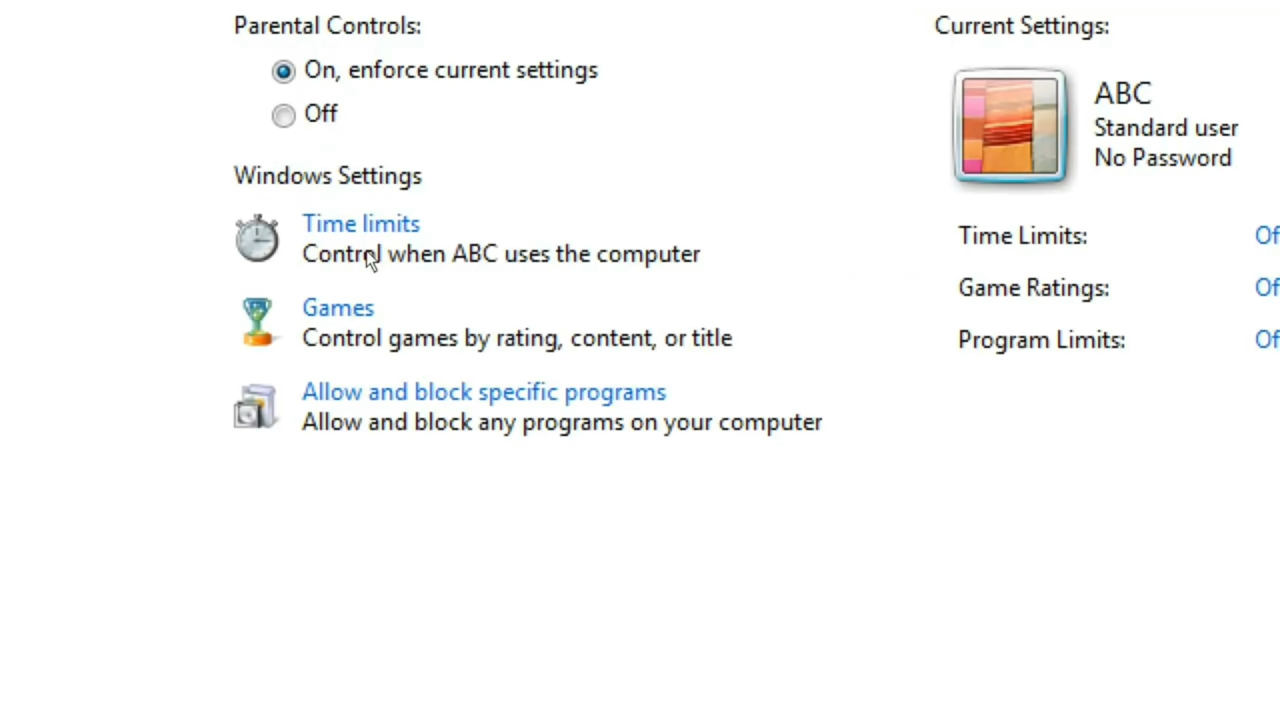 Parental Controls:
On, enforce current settings
Off
Windows Settings
Time limits
Control when ABC uses the computer
Games
Control games by rating, content, or title
Allow and block specific programs
Allow and block any programs on your computer
Current Settings:
ABC
Standard user
No Password
Time Limits:
Game Ratings:
Program Limits: